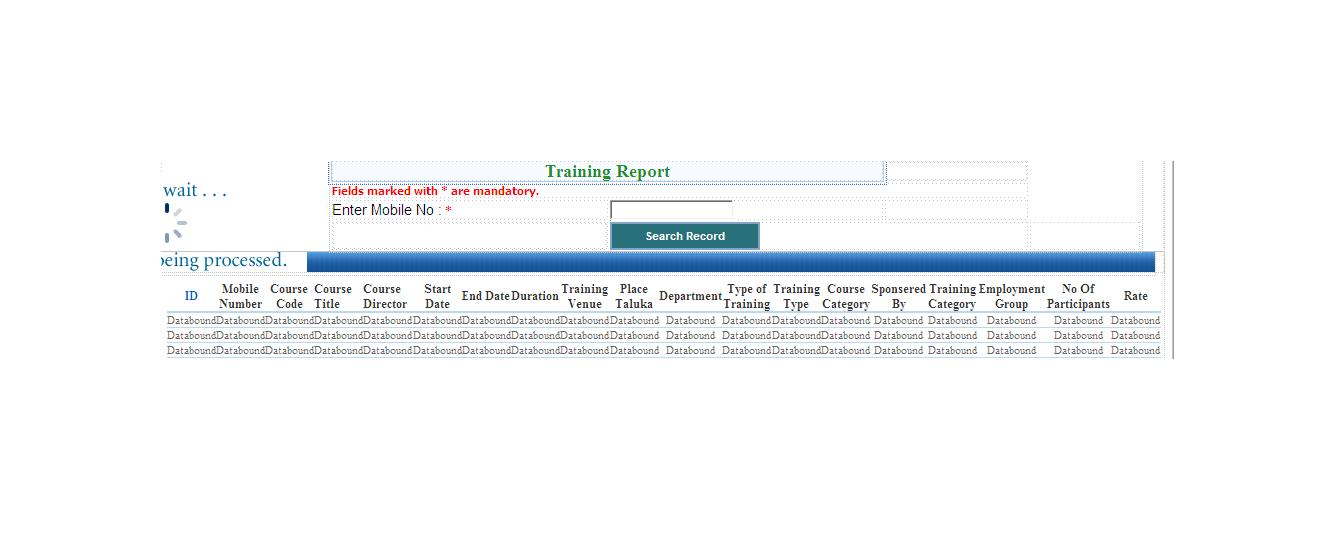 Training Report
wait . . .
Fields marked with * are mandatory.
Enter Mobile No : *
Search Record
being processed.
ID Mobile Number Course Code Course Title Course Director Start Date End Date Duration Training Venue Place Taluka Department Type of Training Training Type Course Category Sponsered By Training Category Employment Group No Of Participants Rate
Databound Databound Databound Databound Databound Databound Databound Databound Databound Databound Databound Databound Databound Databound Databound Databound Databound Databound Databound
Databound Databound Databound Databound Databound Databound Databound Databound Databound Databound Databound Databound Databound Databound Databound Databound Databound Databound Databound
Databound Databound Databound Databound Databound Databound Databound Databound Databound Databound Databound Databound Databound Databound Databound Databound Databound Databound Databound